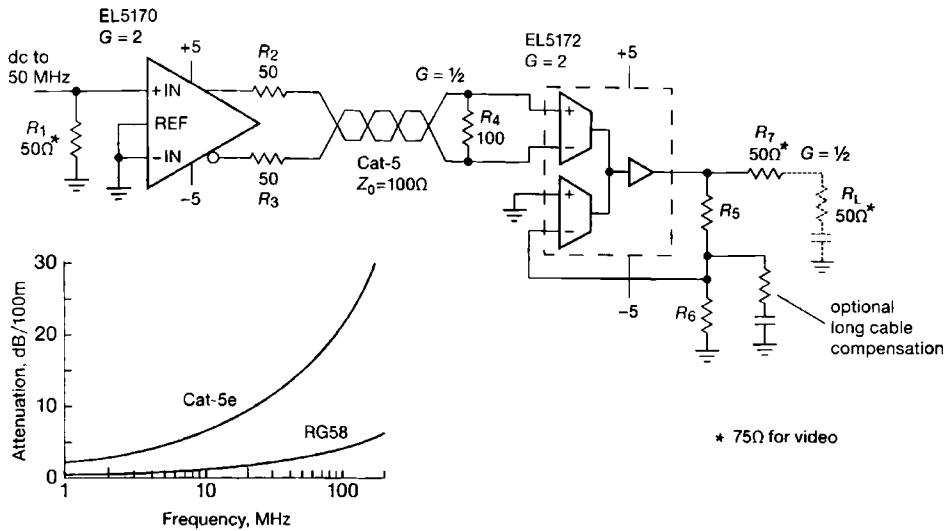 EL5170
G = 2
+5
dc to
50 MHz
R1
50Ω*
+IN
REF
-IN
-5
R2
50
50
R3
Cat-5
Z0=100Ω
G = ½
R4
100
EL5172
G = 2
+5
+
−
+
−
-5
R5
R6
R7
50Ω*
G = ½
RL
50Ω*
optional
long cable
compensation
* 75Ω for video
Attenuation, dB/100m
30
20
10
0
Cat-5e
RG58
1
10
100
Frequency, MHz